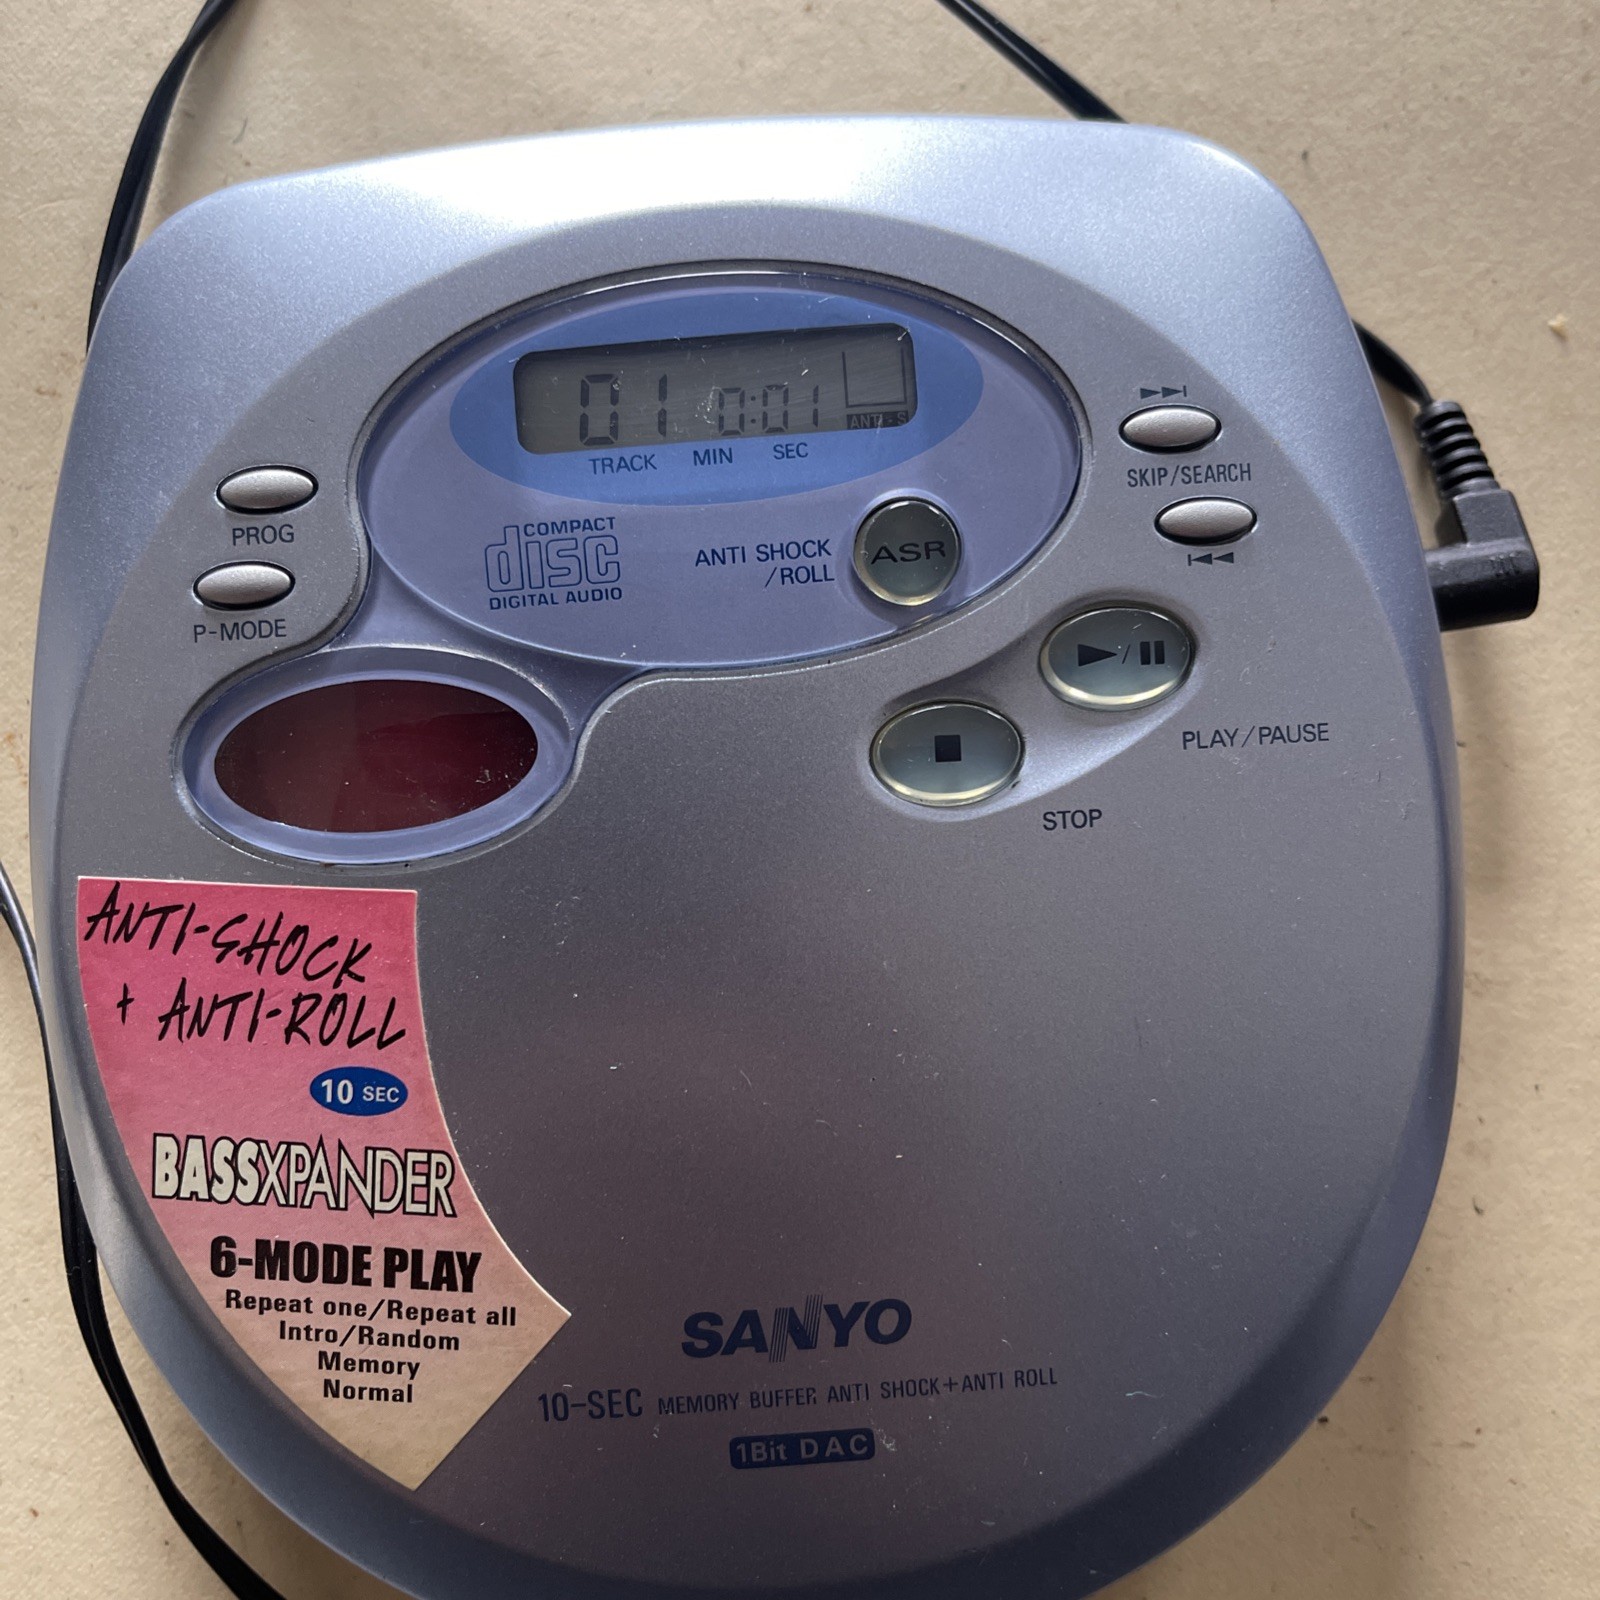 01 0:01
ANTI-S
TRACK MIN SEC
SKIP/SEARCH
PROG
P-MODE
COMPACT
disc
DIGITAL AUDIO
ANTI SHOCK
/ROLL
ASR
PLAY/PAUSE
STOP
ANTI-SHOCK
+ ANTI-ROLL
10 SEC
BASSXPANDER
6-MODE PLAY
Repeat one/Repeat all
Intro/Random
Memory
Normal
SANYO
10-SEC MEMORY BUFFER ANTI SHOCK+ANTI ROLL
1Bit DAC